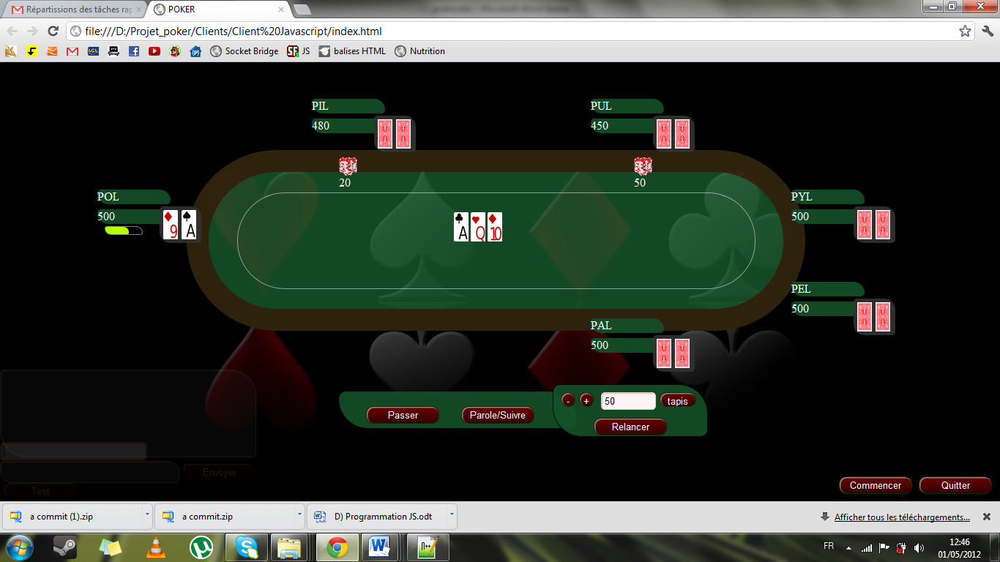 Répartissions des tâches rap
POKER
file:///D:/Projet_poker/Clients/Client%20Javascript/index.html
LCL
Socket Bridge
SF JS
balises HTML
Nutrition
PIL
480
PUL
450
20
50
POL
500
9
A
A
Q
10
PYL
500
PEL
500
PAL
500
Passer
Parole/Suivre
-
+
50
tapis
Relancer
Envoyer
Test
Commencer
Quitter
a commit (1).zip
a commit.zip
D) Programmation JS.odt
Afficher tous les téléchargements...
FR
12:46
01/05/2012